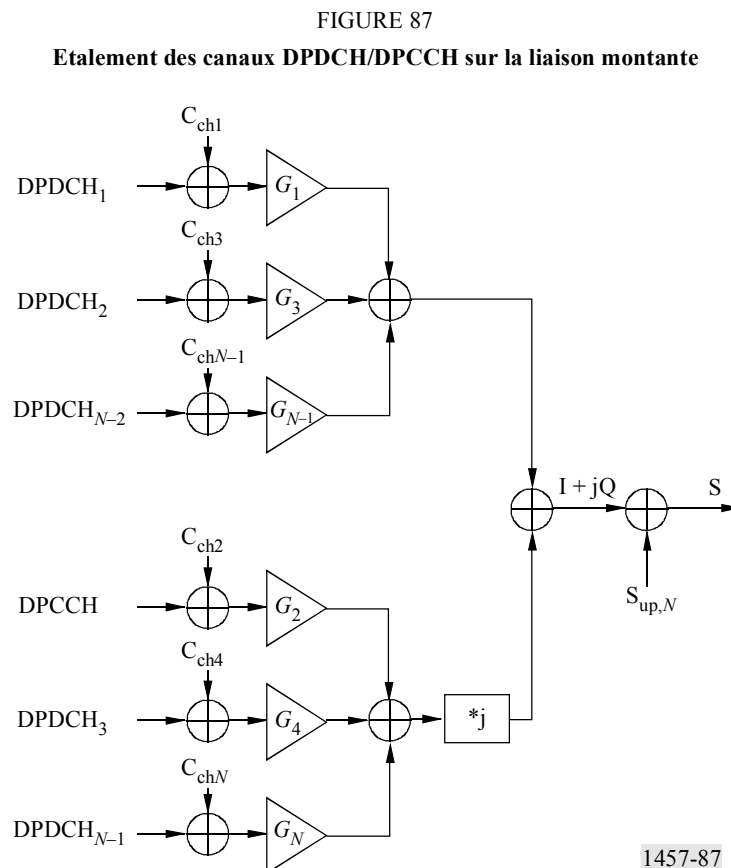 FIGURE 87
Etalement des canaux DPDCH/DPCCH sur la liaison montante
C_ch1
DPDCH_1
G_1
C_ch3
DPDCH_2
G_3
C_chN–1
DPDCH_N–2
G_N–1
I + jQ
S
S_up,N
C_ch2
DPCCH
G_2
C_ch4
DPDCH_3
G_4
*j
C_chN
DPDCH_N–1
G_N
1457-87